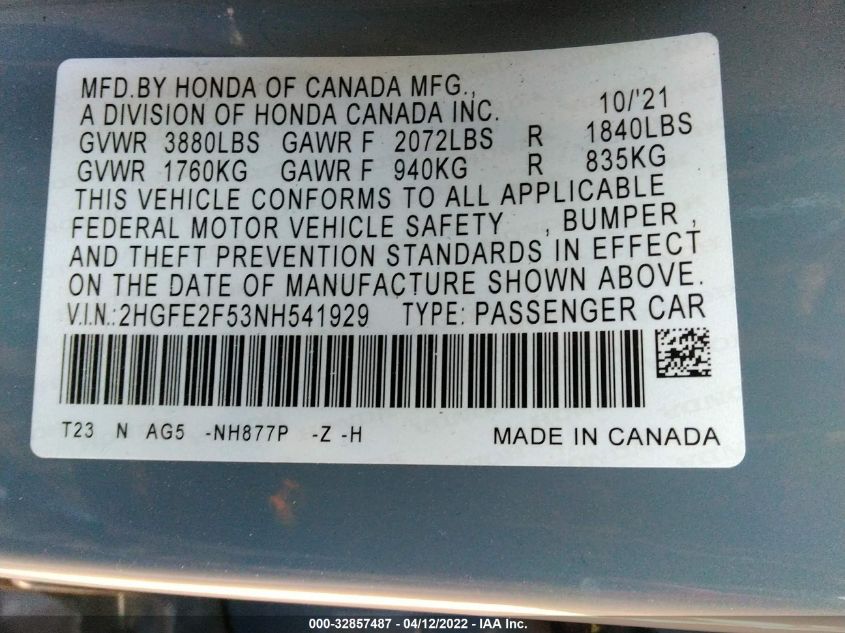 MFD.BY HONDA OF CANADA MFG.,
A DIVISION OF HONDA CANADA INC. 10/'21
GVWR 3880LBS GAWR F 2072LBS R 1840LBS
GVWR 1760KG GAWR F 940KG R 835KG
THIS VEHICLE CONFORMS TO ALL APPLICABLE
FEDERAL MOTOR VEHICLE SAFETY , BUMPER ,
AND THEFT PREVENTION STANDARDS IN EFFECT
ON THE DATE OF MANUFACTURE SHOWN ABOVE.
V.I.N.:2HGFE2F53NH541929 TYPE: PASSENGER CAR
T23 N AG5 -NH877P -Z -H MADE IN CANADA
000-32857487 - 04/12/2022 - IAA Inc.